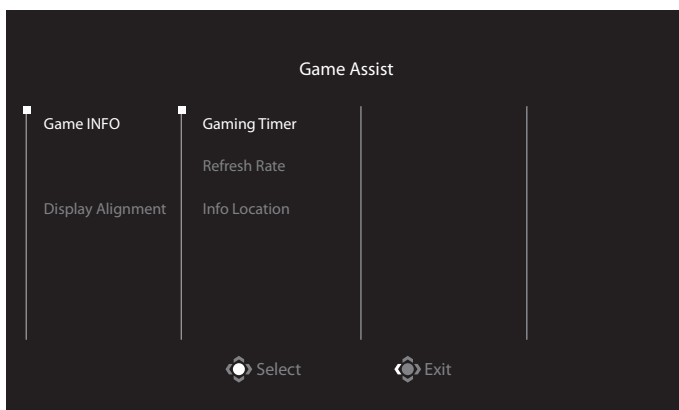 Game Assist
Game INFO
Gaming Timer
Refresh Rate
Display Alignment
Info Location
Select
Exit